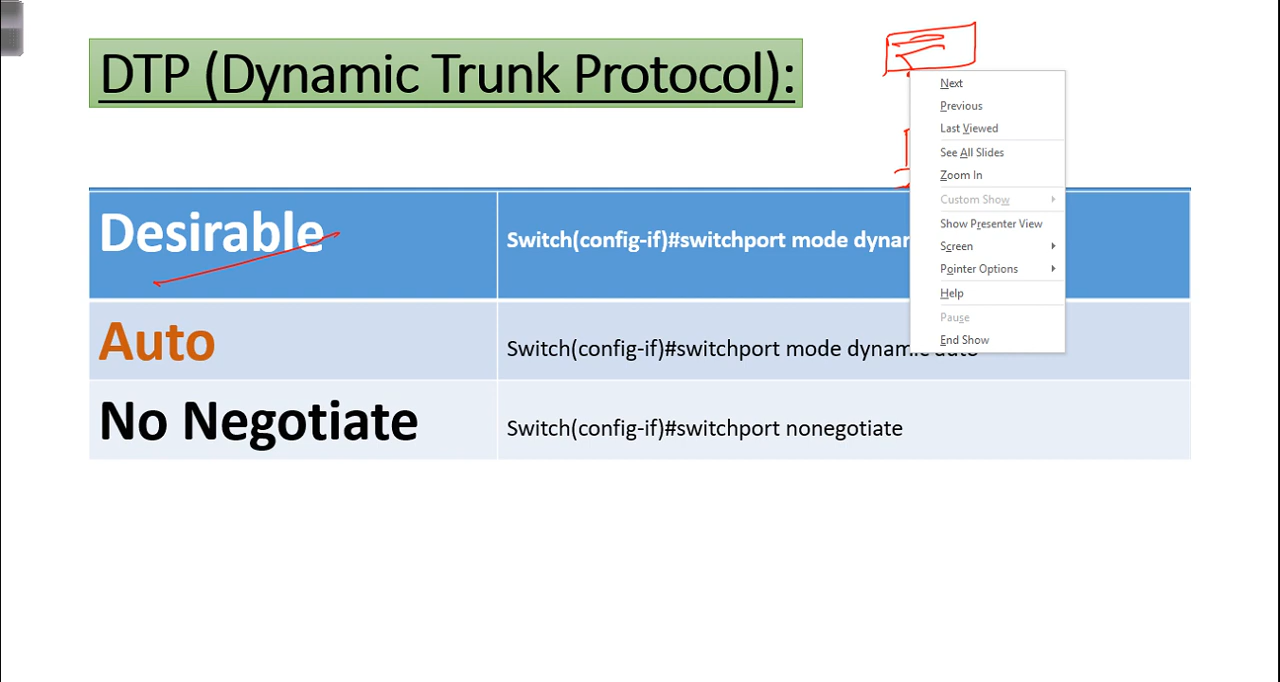 DTP (Dynamic Trunk Protocol):
Next
Previous
Last Viewed
See All Slides
Zoom In
Custom Show
Show Presenter View
Screen
Pointer Options
Help
Pause
End Show
Desirable
Switch(config-if)#switchport mode dynar
Auto
Switch(config-if)#switchport mode dynamic auto
No Negotiate
Switch(config-if)#switchport nonegotiate